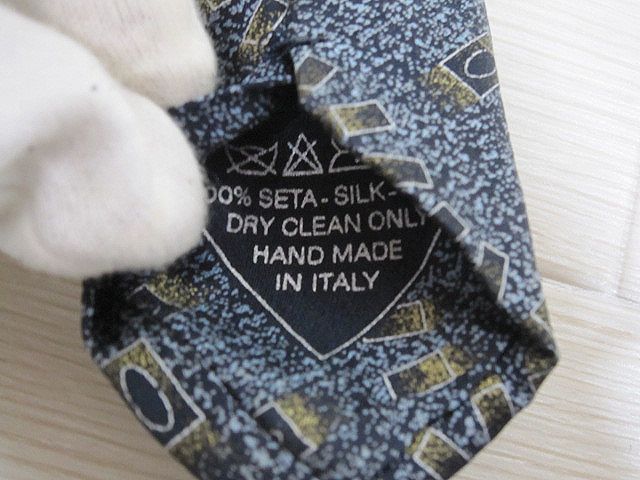 00% SETA-SILK-
DRY CLEAN ONLY
HAND MADE
IN ITALY